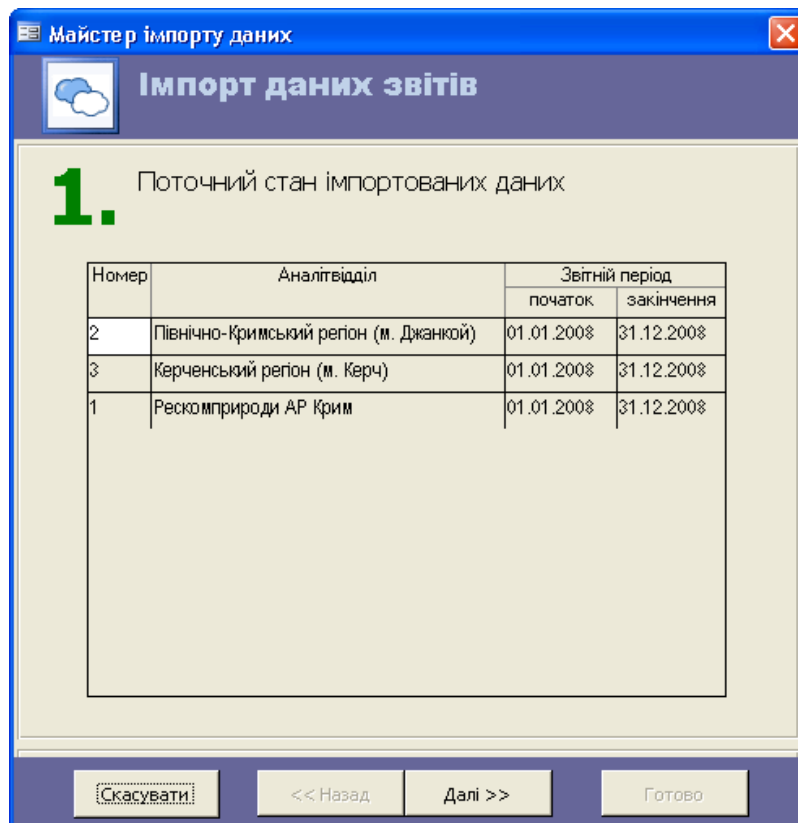 Майстер імпорту даних
Імпорт даних звітів
1. Поточний стан імпортованих даних
Номер Аналітвідділ Звітній період
початок закінчення
2 Північно-Кримський регіон (м. Джанкой) 01.01.2008 31.12.2008
3 Керченський регіон (м. Керч) 01.01.2008 31.12.2008
1 Рескомприроди АР Крим 01.01.2008 31.12.2008
Скасувати << Назад Далі >> Готово